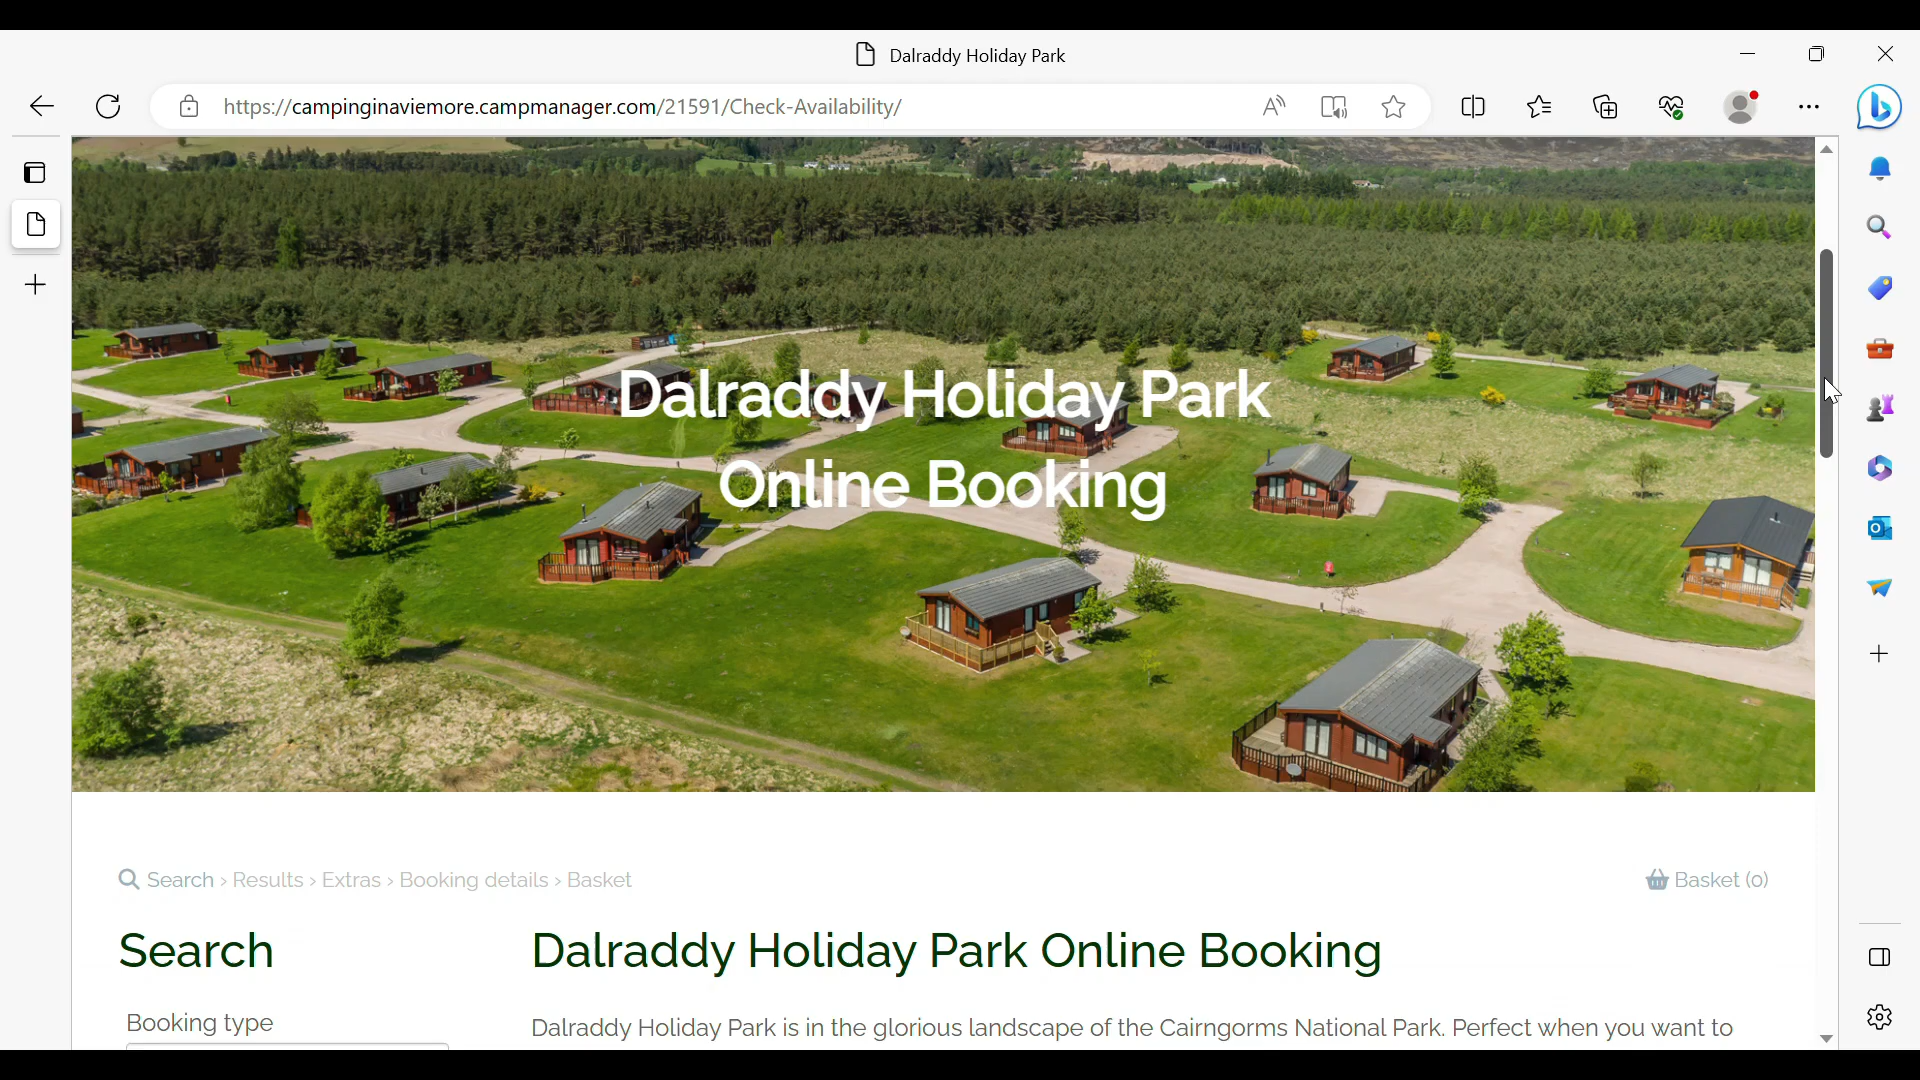 Dalraddy Holiday Park
https://campinginaviemore.campmanager.com/21591/Check-Availability/
Dalraddy Holiday Park
Online Booking
Search › Results › Extras › Booking details › Basket
Basket (0)
Search
Dalraddy Holiday Park Online Booking
Booking type
Dalraddy Holiday Park is in the glorious landscape of the Cairngorms National Park. Perfect when you want to